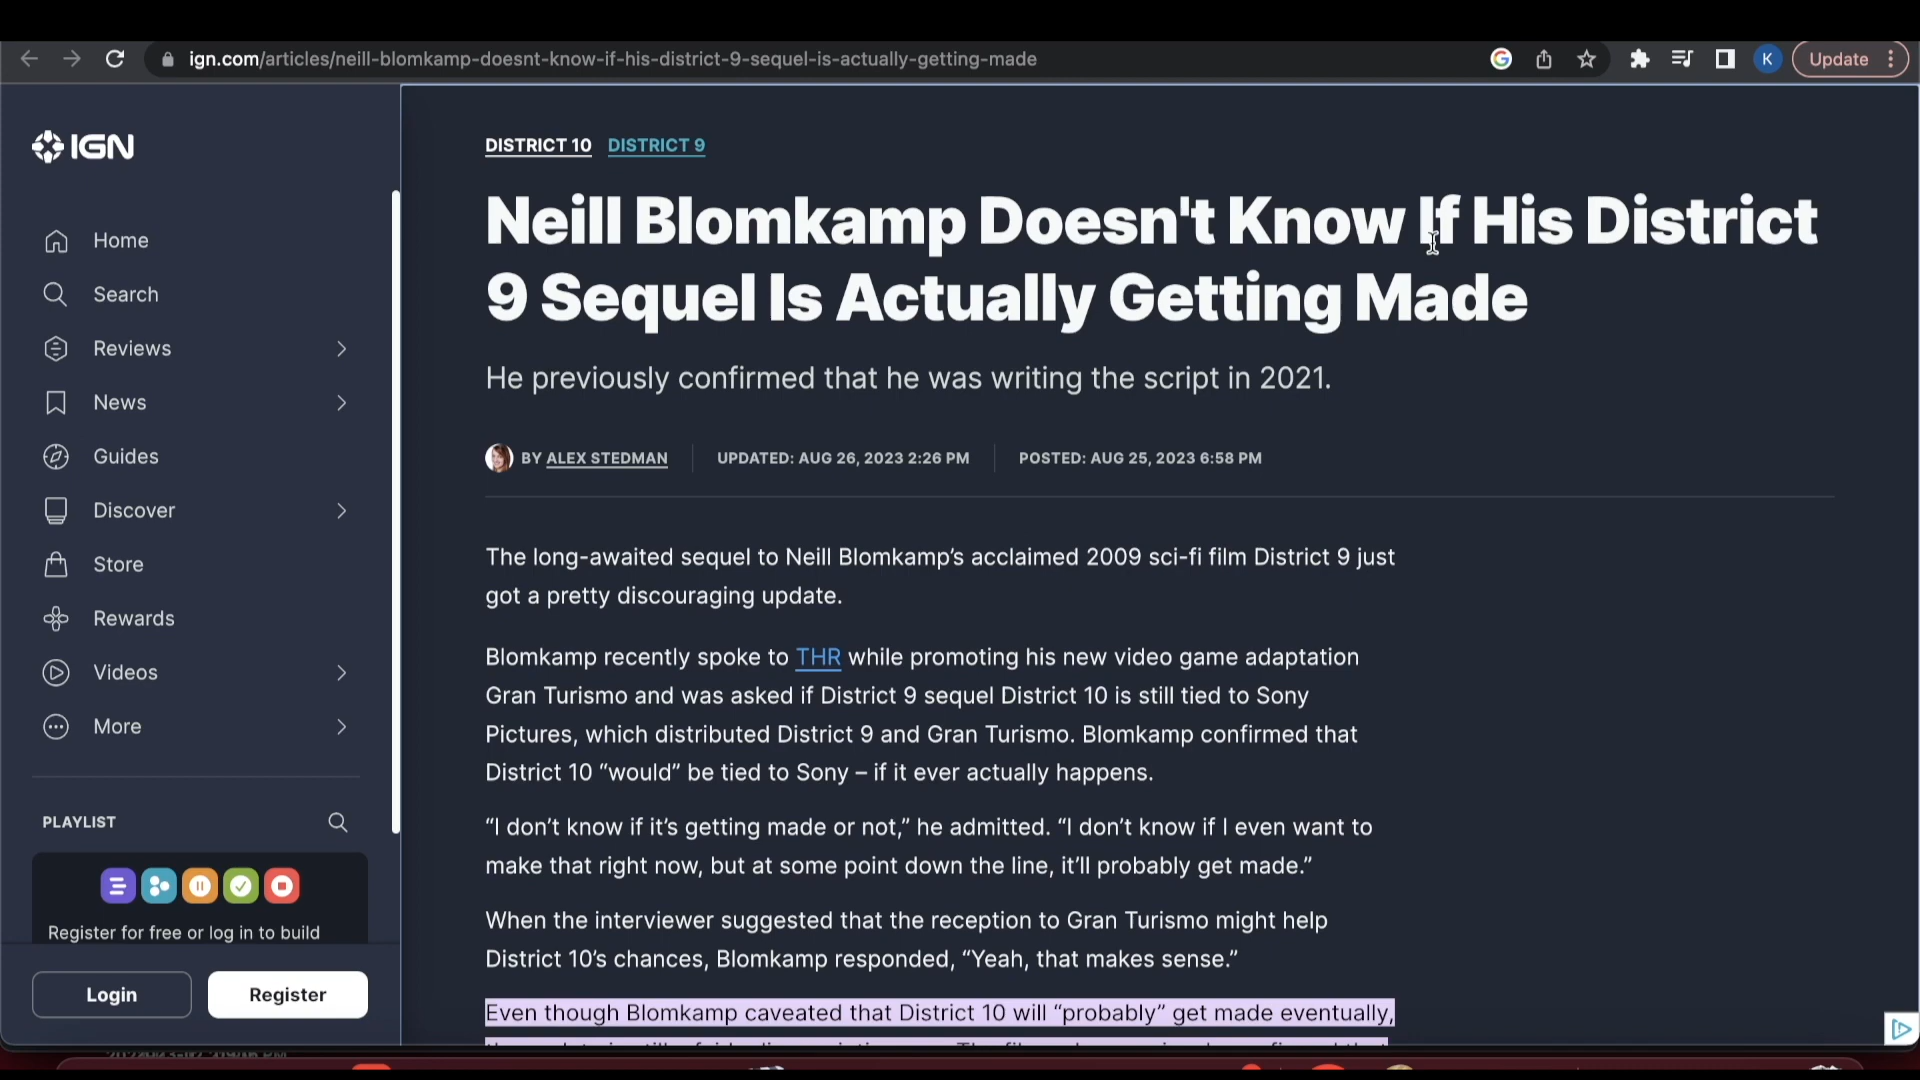 ign.com/articles/neill-blomkamp-doesnt-know-if-his-district-9-sequel-is-actually-getting-made
K
Update
IGN
Home
Search
Reviews
News
Guides
Discover
Store
Rewards
Videos
More
PLAYLIST
Register for free or log in to build
Login
Register
DISTRICT 10 DISTRICT 9
Neill Blomkamp Doesn't Know If His District
9 Sequel Is Actually Getting Made
He previously confirmed that he was writing the script in 2021.
BY ALEX STEDMAN UPDATED: AUG 26, 2023 2:26 PM POSTED: AUG 25, 2023 6:58 PM
The long-awaited sequel to Neill Blomkamp’s acclaimed 2009 sci-fi film District 9 just
got a pretty discouraging update.
Blomkamp recently spoke to THR while promoting his new video game adaptation
Gran Turismo and was asked if District 9 sequel District 10 is still tied to Sony
Pictures, which distributed District 9 and Gran Turismo. Blomkamp confirmed that
District 10 “would” be tied to Sony – if it ever actually happens.
“I don’t know if it’s getting made or not,” he admitted. “I don’t know if I even want to
make that right now, but at some point down the line, it’ll probably get made.”
When the interviewer suggested that the reception to Gran Turismo might help
District 10’s chances, Blomkamp responded, “Yeah, that makes sense.”
Even though Blomkamp caveated that District 10 will “probably” get made eventually,